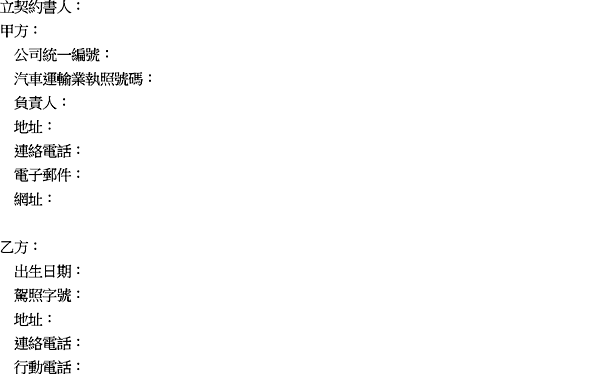 立契約書人：
甲方：
公司統一編號：
汽車運輸業執照號碼：
負責人：
地址：
連絡電話：
電子郵件：
網址：
乙方：
出生日期：
駕照字號：
地址：
連絡電話：
行動電話：